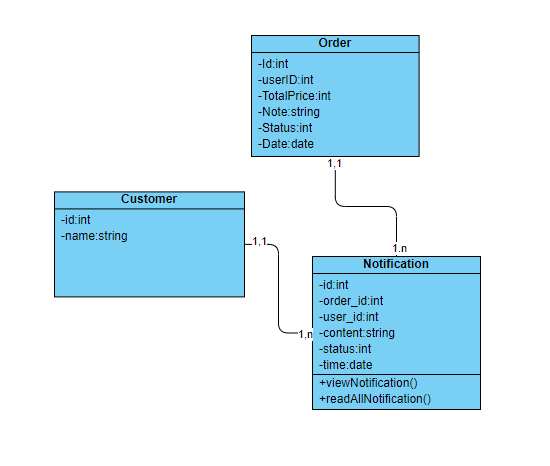 Order
-Id:int
-userID:int
-TotalPrice:int
-Note:string
-Status:int
-Date:date
1,1
Customer
-id:int
-name:string
1,1
1.n
Notification
-id:int
-order_id:int
-user_id:int
-content:string
-status:int
-time:date
1,n
+viewNotification()
+readAllNotification()